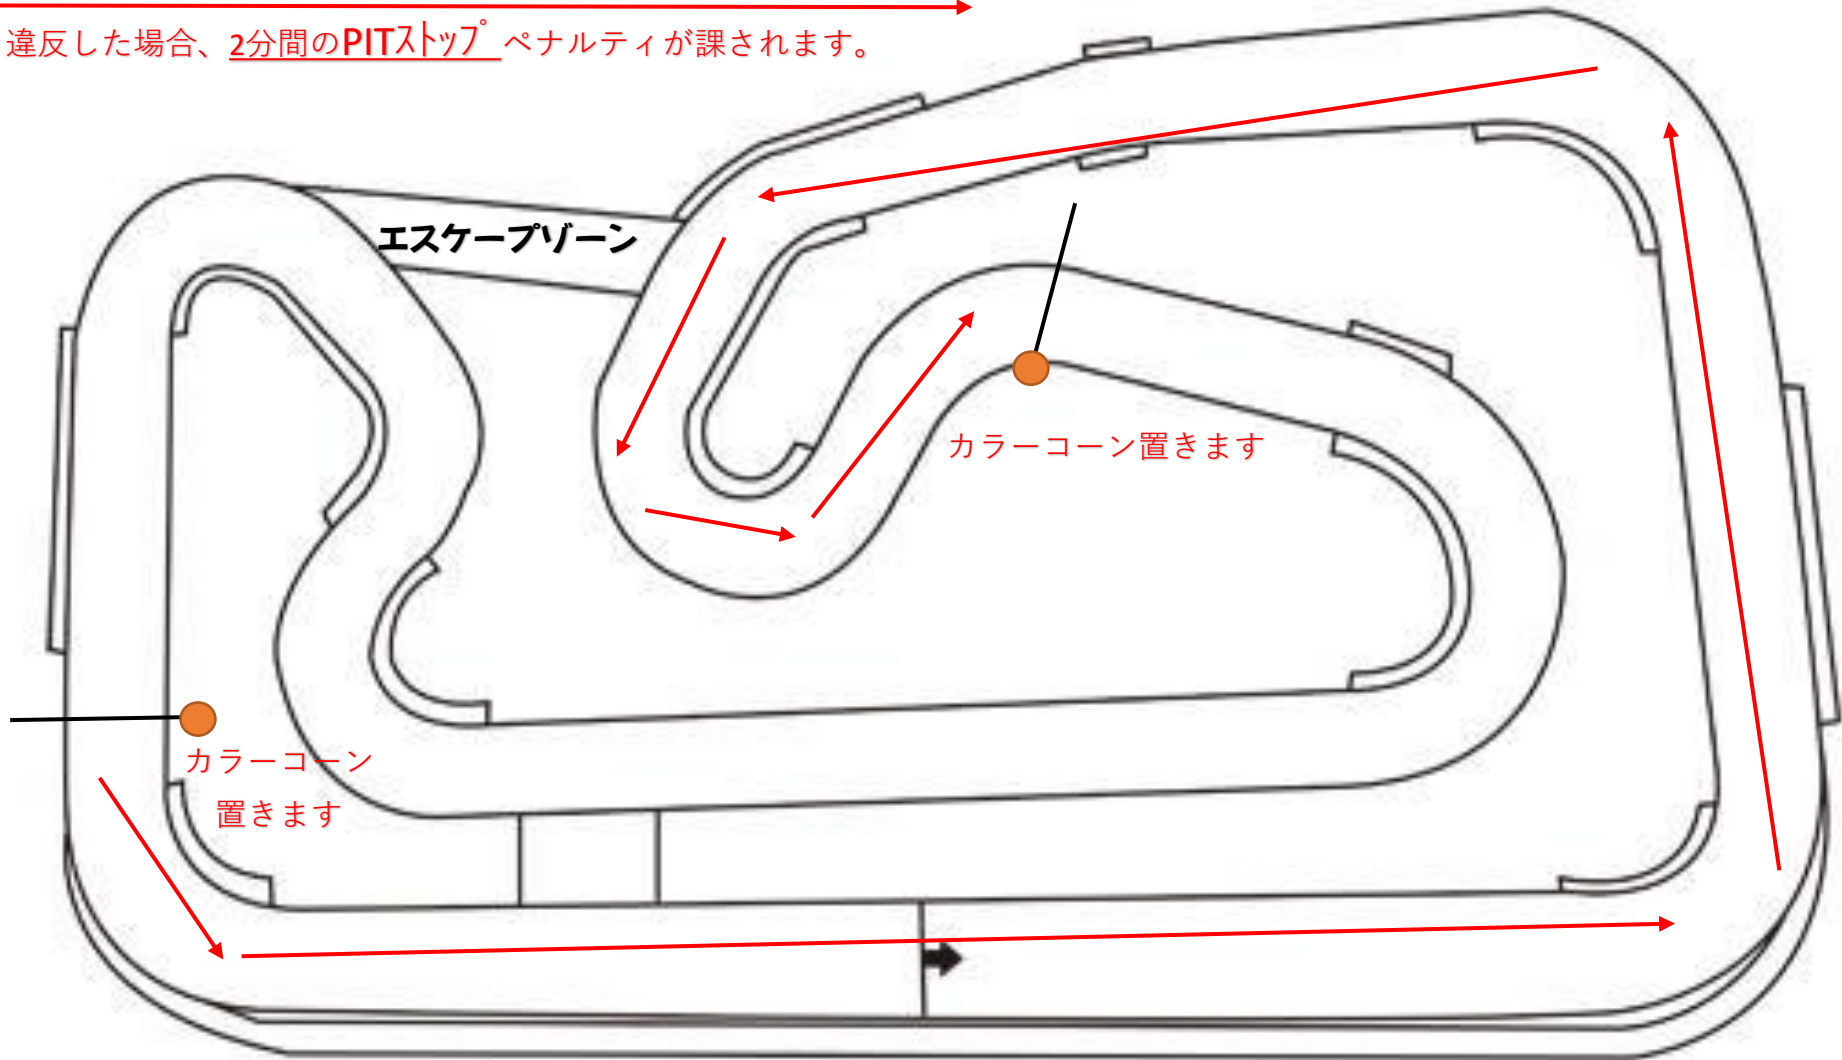 違反した場合、2分間のPITストップ ペナルティが課されます。
エスケープゾーン
カラーコーン置きます
カラーコーン
置きます